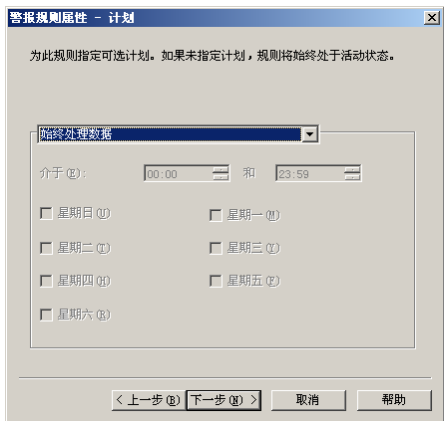 警报规则属性 - 计划
为此规则指定可选计划。如果未指定计划，规则将始终处于活动状态。
始终处理数据
介于(E): 00:00 和 23:59
星期日(U) 星期一(M)
星期二(T) 星期三(Y)
星期四(H) 星期五(F)
星期六(R)
< 上一步(B) 下一步(N) > 取消 帮助